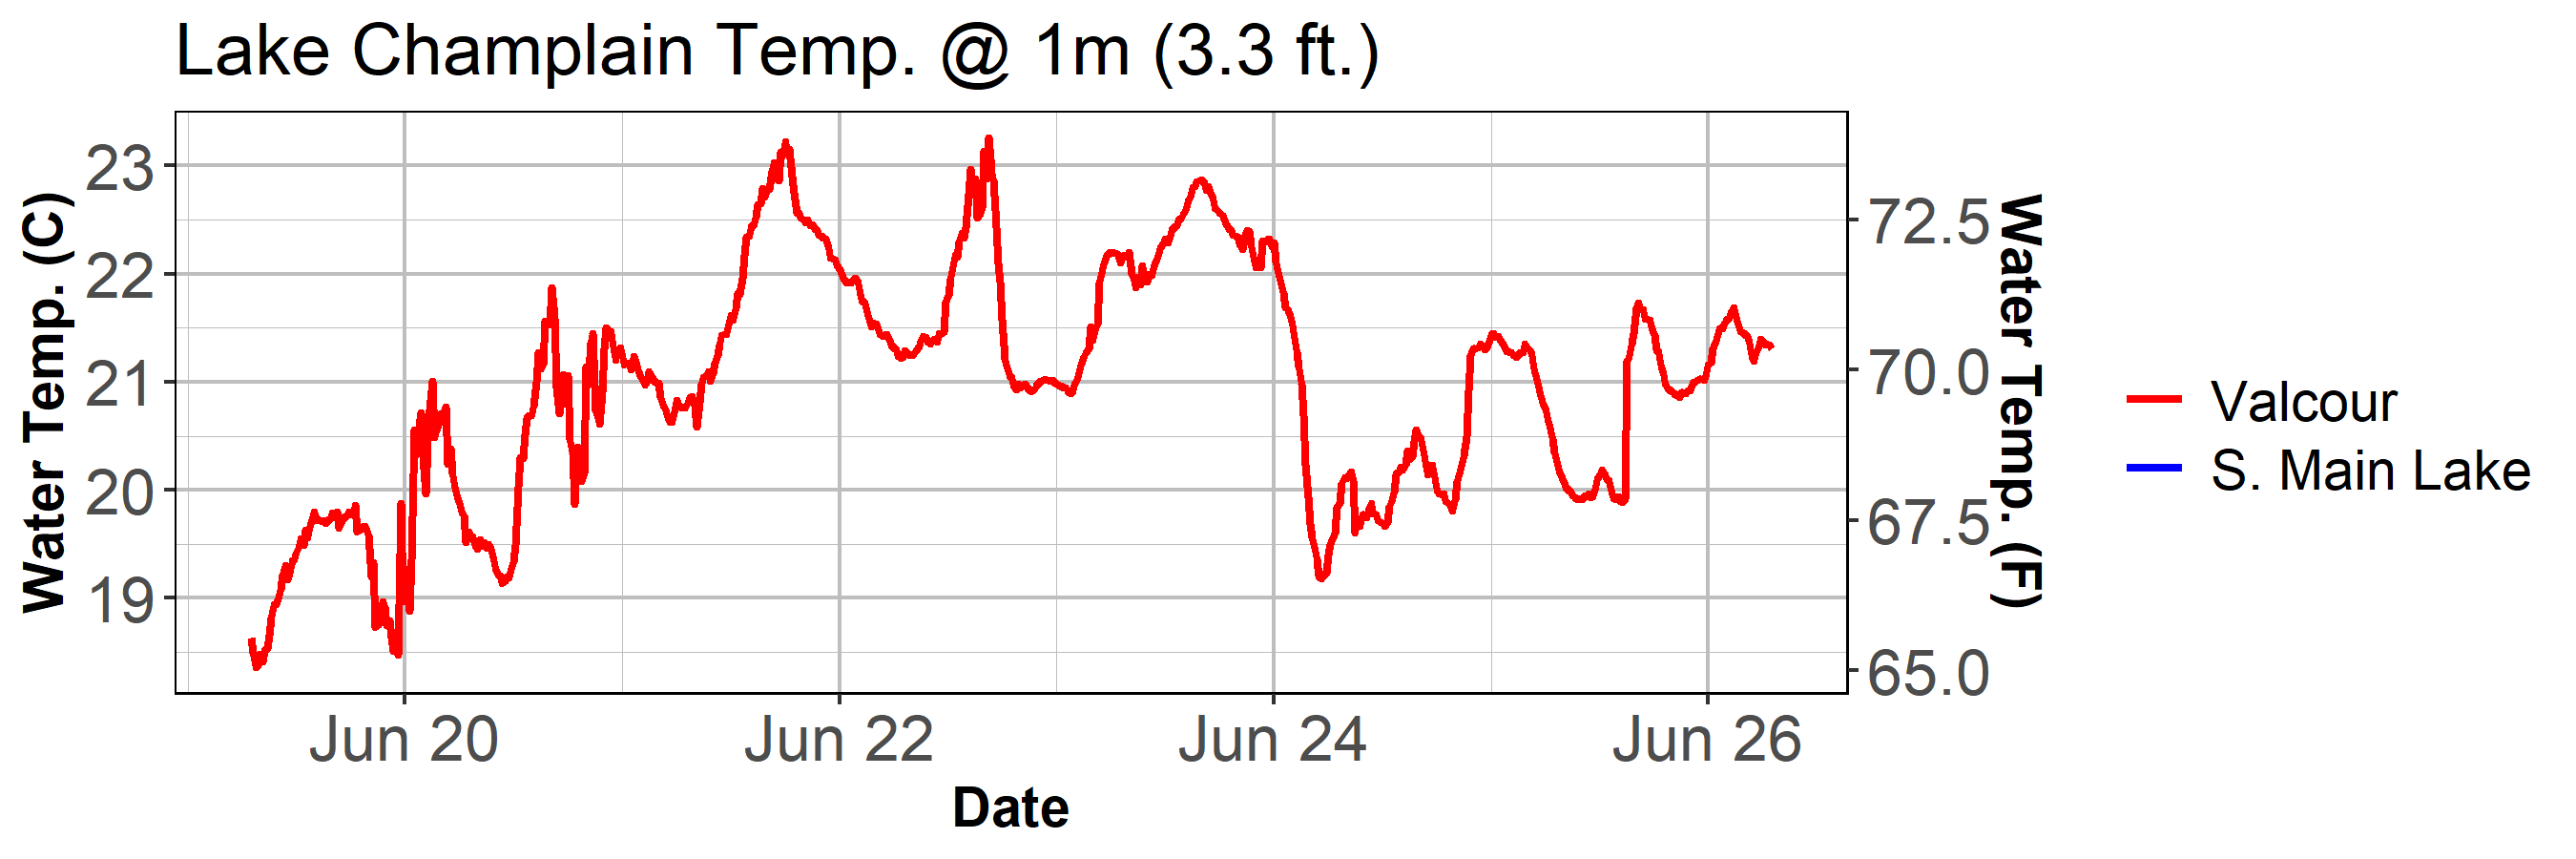 Lake Champlain Temp. @ 1m (3.3 ft.)
Water Temp. (C)
23
22
21
20
19
72.5
70.0
67.5
65.0
Water Temp. (F)
Jun 20
Jun 22
Jun 24
Jun 26
Date
Valcour
S. Main Lake